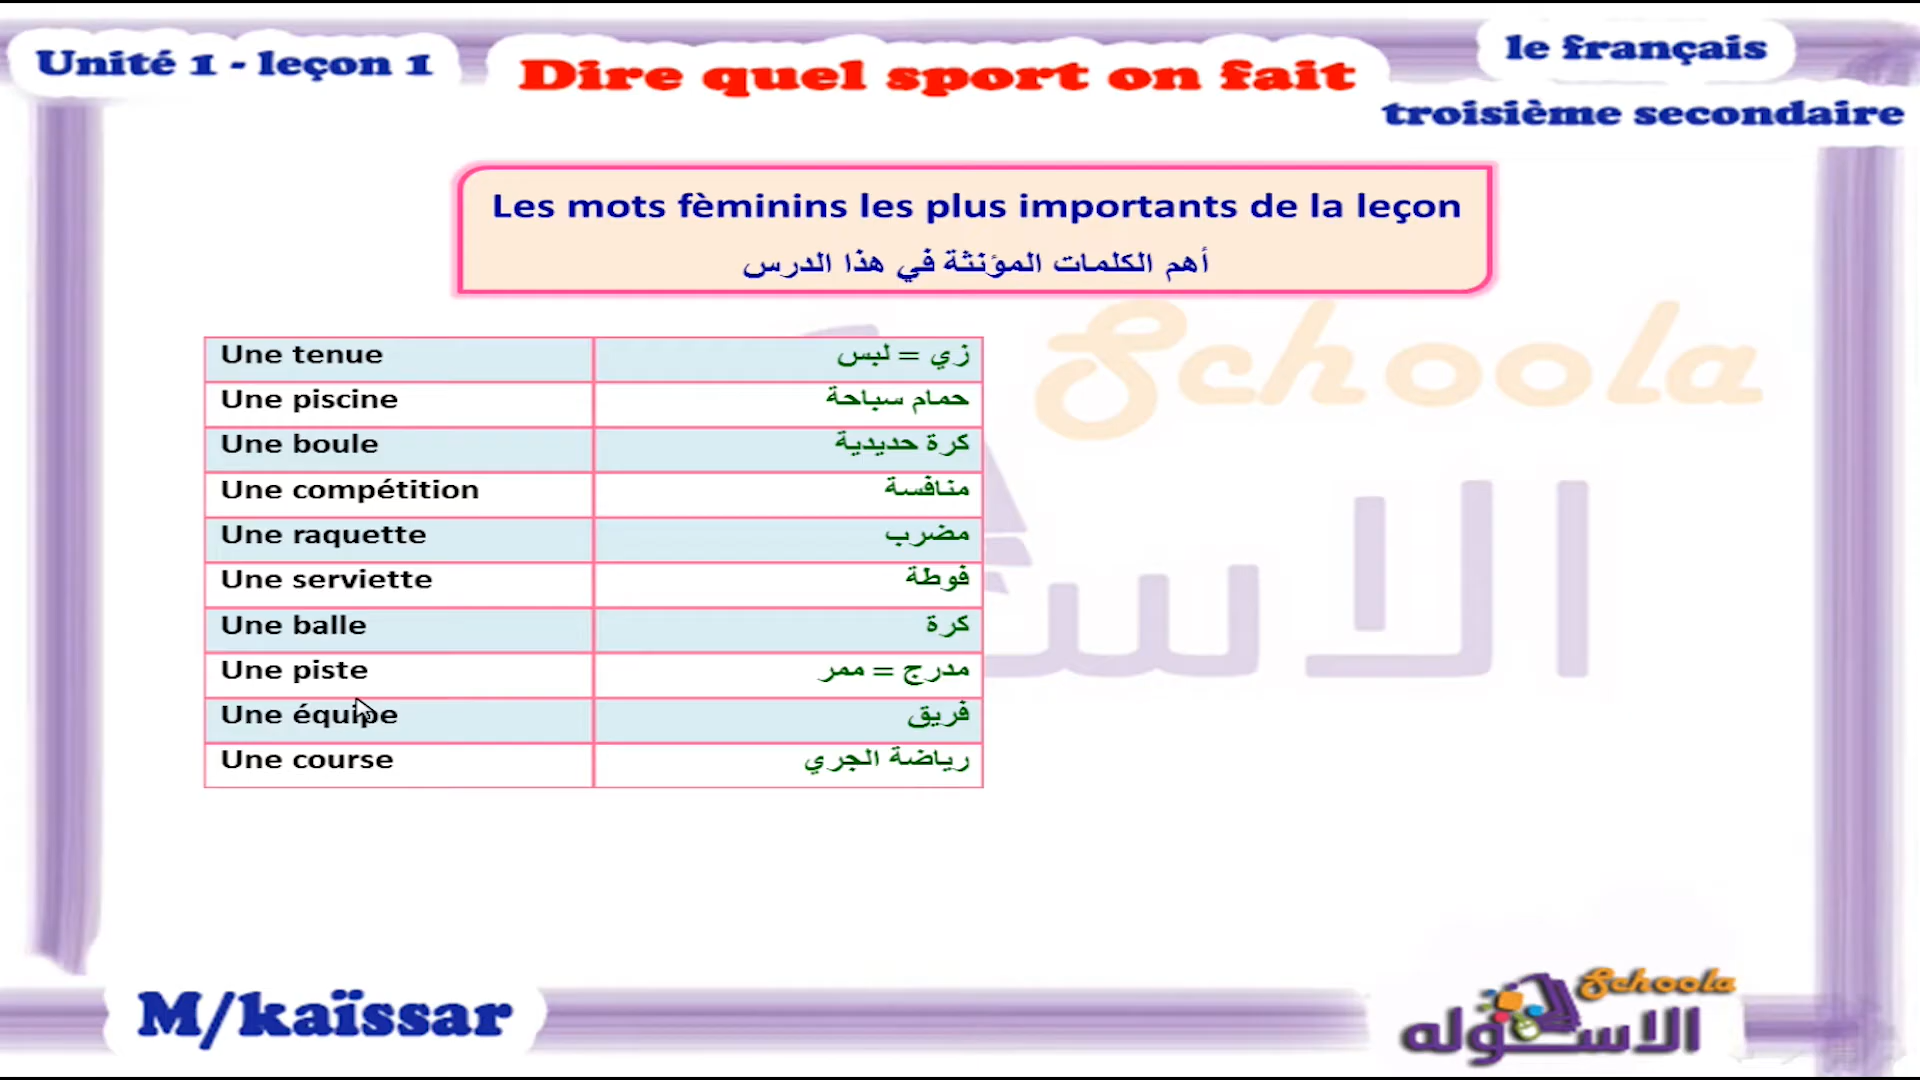 Unité 1 - leçon 1
Dire quel sport on fait
le français
troisième secondaire
Les mots fèminins les plus importants de la leçon
أهم الكلمات المؤنثة في هذا الدرس
Une tenue زي = لبس
Une piscine حمام سباحة
Une boule كرة حديدية
Une compétition منافسة
Une raquette مضرب
Une serviette فوطة
Une balle كرة
Une piste مدرج = ممر
Une équipe فريق
Une course رياضة الجري
Schoola
الاسـ
M/kaïssar
Schoola
الاسكوله